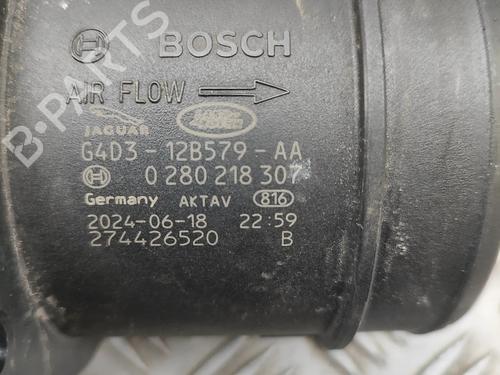 BOSCH
AIR FLOW
JAGUAR
LAND ROVER
G4D3-12B579-AA
0 280 218 307
Germany AKTAV 816
2024-06-18 22:59
274426520 B
B-PARTS